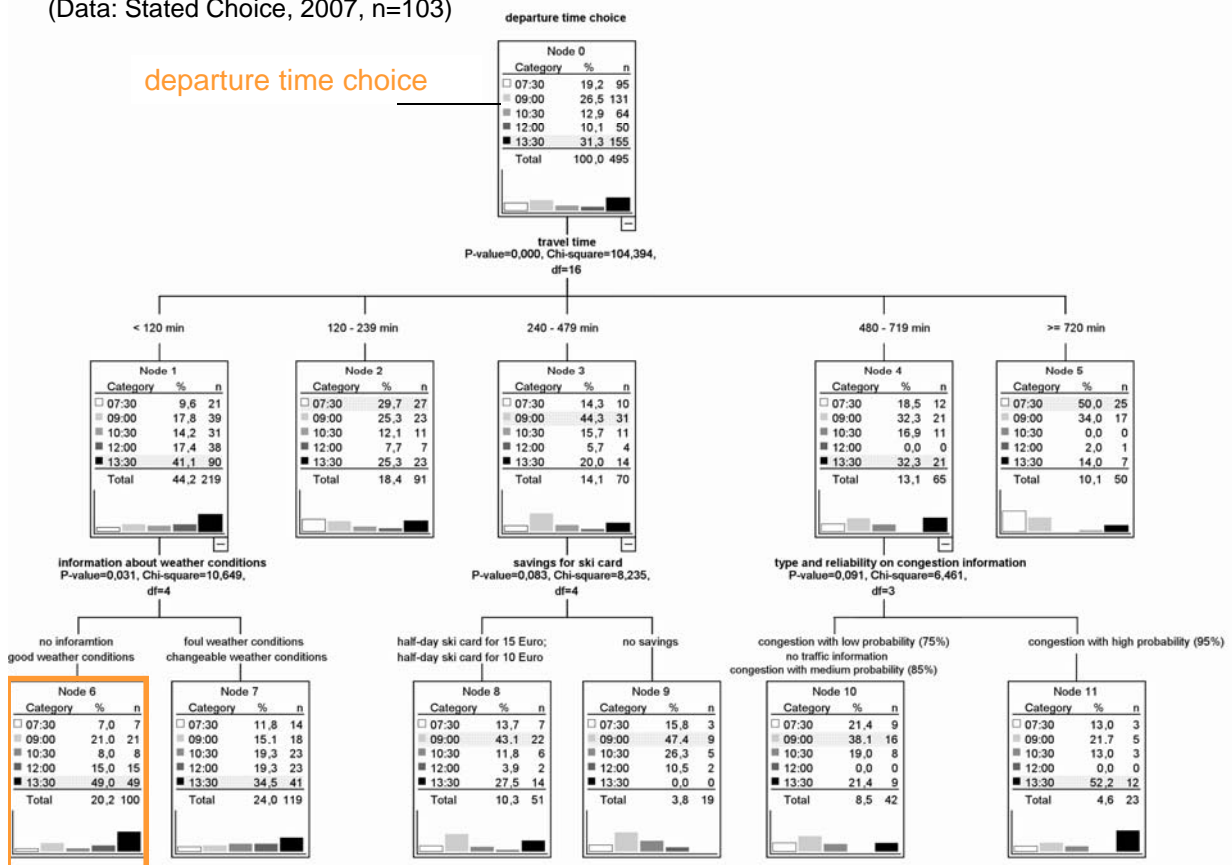 (Data: Stated Choice, 2007, n=103)
departure time choice
departure time choice
Node 0
Category % n
07:30 19,2 95
09:00 26,5 131
10:30 12,9 64
12:00 10,1 50
13:30 31,3 155
Total 100,0 495
travel time
P-value=0,000, Chi-square=104,394,
df=16
< 120 min
120 - 239 min
240 - 479 min
480 - 719 min
>= 720 min
Node 1
Category % n
07:30 9,6 21
09:00 17,8 39
10:30 14,2 31
12:00 17,4 38
13:30 41,1 90
Total 44,2 219
Node 2
Category % n
07:30 29,7 27
09:00 25,3 23
10:30 12,1 11
12:00 7,7 7
13:30 25,3 23
Total 18,4 91
Node 3
Category % n
07:30 14,3 10
09:00 44,3 31
10:30 15,7 11
12:00 5,7 4
13:30 20,0 14
Total 14,1 70
Node 4
Category % n
07:30 18,5 12
09:00 32,3 21
10:30 16,9 11
12:00 0,0 0
13:30 32,3 21
Total 13,1 65
Node 5
Category % n
07:30 50,0 25
09:00 34,0 17
10:30 0,0 0
12:00 2,0 1
13:30 14,0 7
Total 10,1 50
information about weather conditions
P-value=0,031, Chi-square=10,649,
df=4
savings for ski card
P-value=0,083, Chi-square=8,235,
df=4
type and reliability on congestion information
P-value=0,091, Chi-square=6,461,
df=3
no inforamtion
good weather conditions
foul weather conditions
changeable weather conditions
half-day ski card for 15 Euro;
half-day ski card for 10 Euro
no savings
congestion with low probability (75%)
no traffic information
congestion with medium probability (85%)
congestion with high probability (95%)
Node 6
Category % n
07:30 7,0 7
09:00 21,0 21
10:30 8,0 8
12:00 15,0 15
13:30 49,0 49
Total 20,2 100
Node 7
Category % n
07:30 11,8 14
09:00 15,1 18
10:30 19,3 23
12:00 19,3 23
13:30 34,5 41
Total 24,0 119
Node 8
Category % n
07:30 13,7 7
09:00 43,1 22
10:30 11,8 6
12:00 3,9 2
13:30 27,5 14
Total 10,3 51
Node 9
Category % n
07:30 15,8 3
09:00 47,4 9
10:30 26,3 5
12:00 10,5 2
13:30 0,0 0
Total 3,8 19
Node 10
Category % n
07:30 21,4 9
09:00 38,1 16
10:30 19,0 8
12:00 0,0 0
13:30 21,4 9
Total 8,5 42
Node 11
Category % n
07:30 13,0 3
09:00 21,7 5
10:30 13,0 3
12:00 0,0 0
13:30 52,2 12
Total 4,6 23